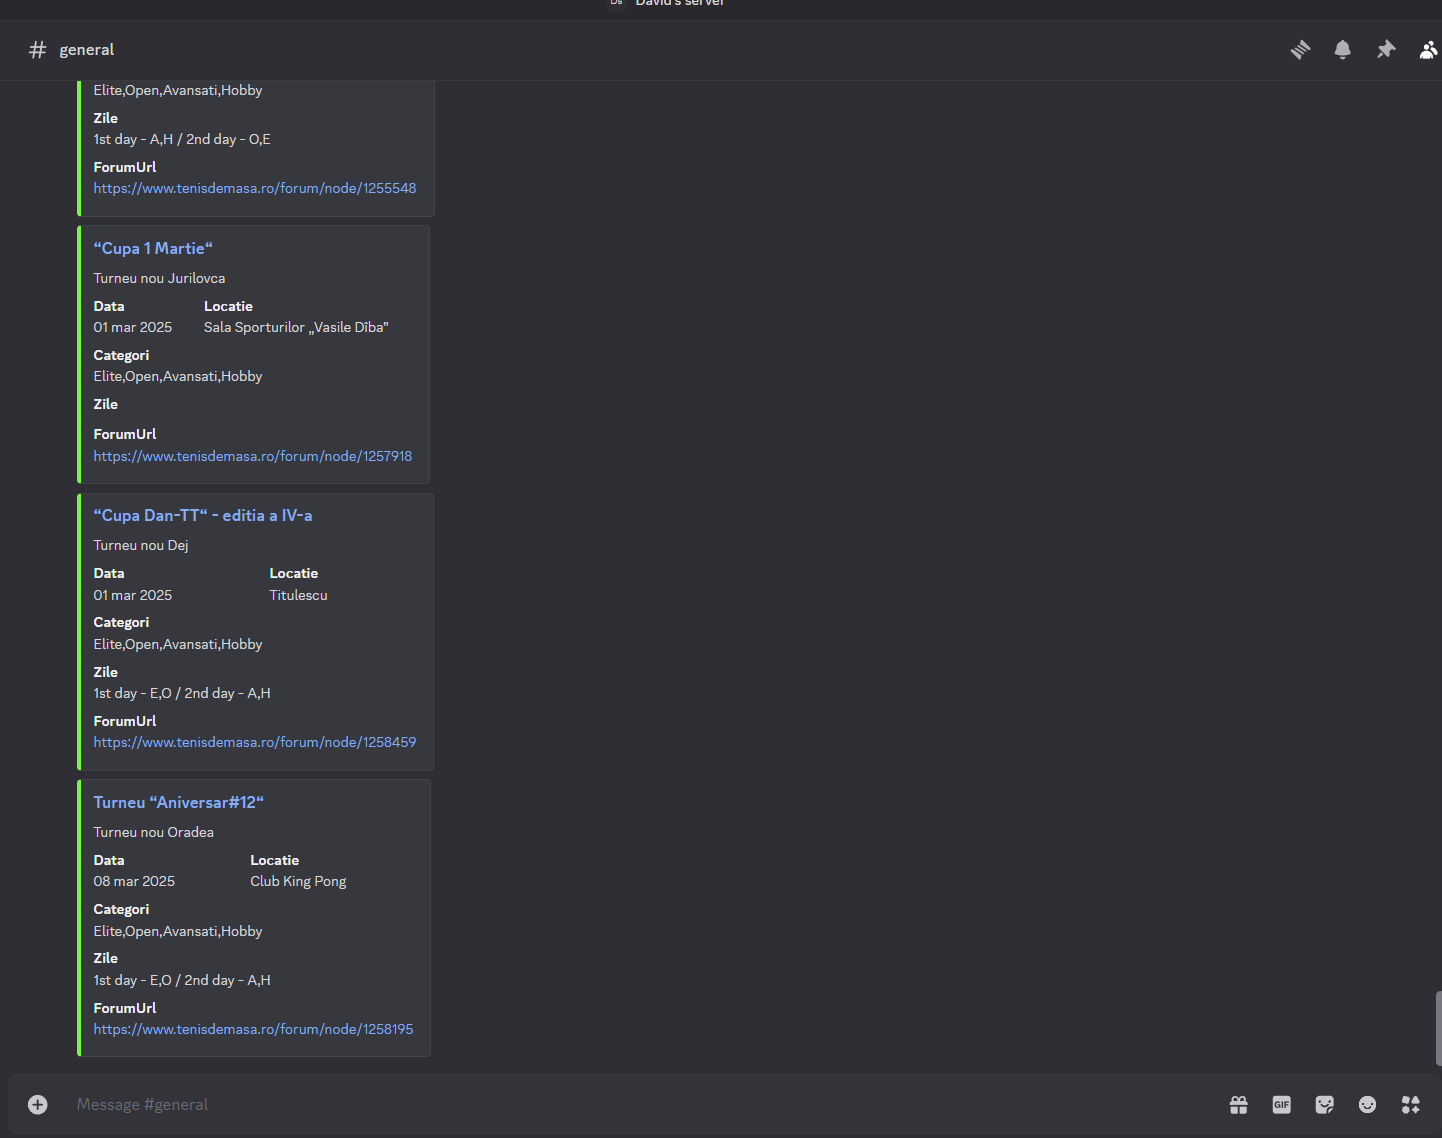 Ds David's server
# general
Elite,Open,Avansati,Hobby
Zile
1st day - A,H / 2nd day - O,E
ForumUrl
https://www.tenisdemasa.ro/forum/node/1255548
“Cupa 1 Martie“
Turneu nou Jurilovca
Data Locatie
01 mar 2025 Sala Sporturilor „Vasile Dîba”
Categori
Elite,Open,Avansati,Hobby
Zile
ForumUrl
https://www.tenisdemasa.ro/forum/node/1257918
“Cupa Dan-TT“ - editia a IV-a
Turneu nou Dej
Data Locatie
01 mar 2025 Titulescu
Categori
Elite,Open,Avansati,Hobby
Zile
1st day - E,O / 2nd day - A,H
ForumUrl
https://www.tenisdemasa.ro/forum/node/1258459
Turneu “Aniversar#12“
Turneu nou Oradea
Data Locatie
08 mar 2025 Club King Pong
Categori
Elite,Open,Avansati,Hobby
Zile
1st day - E,O / 2nd day - A,H
ForumUrl
https://www.tenisdemasa.ro/forum/node/1258195
Message #general
GIF